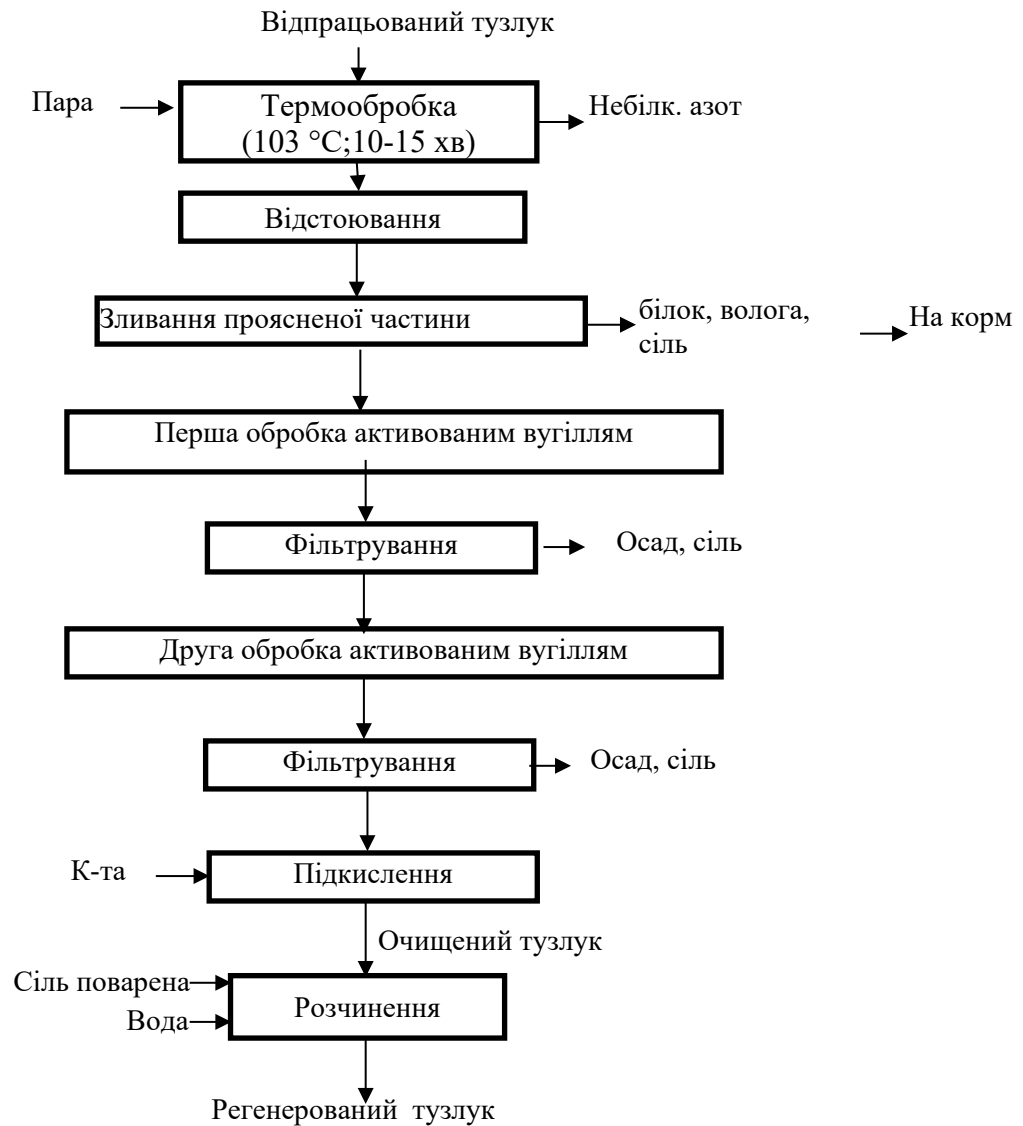 Відпрацьований тузлук
Пара
Термообробка
(103 °С;10-15 хв)
Небілк. азот
Відстоювання
Зливання проясненої частини
білок, волога,
сіль
На корм
Перша обробка активованим вугіллям
Фільтрування
Осад, сіль
Друга обробка активованим вугіллям
Фільтрування
Осад, сіль
К-та
Підкислення
Очищений тузлук
Сіль поварена
Вода
Розчинення
Регенерований тузлук